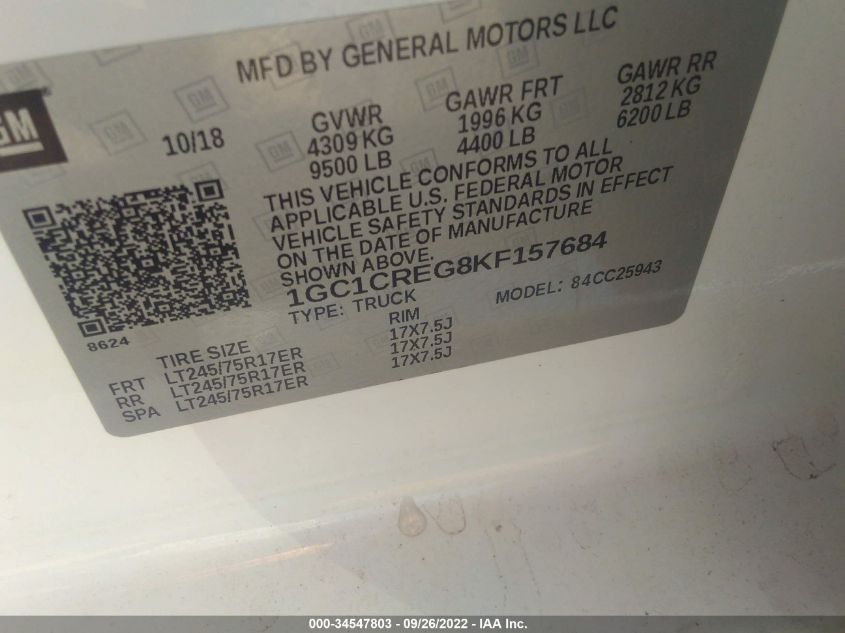 MFD BY GENERAL MOTORS LLC
GM
10/18
GVWR GAWR FRT GAWR RR
4309 KG 1996 KG 2812 KG
9500 LB 4400 LB 6200 LB
THIS VEHICLE CONFORMS TO ALL
APPLICABLE U.S. FEDERAL MOTOR
VEHICLE SAFETY STANDARDS IN EFFECT
ON THE DATE OF MANUFACTURE
SHOWN ABOVE.
1GC1CREG8KF157684
TYPE: TRUCK MODEL: 84CC25943
8624
TIRE SIZE RIM
FRT LT245/75R17ER 17X7.5J
RR LT245/75R17ER 17X7.5J
SPA LT245/75R17ER 17X7.5J
000-34547803 - 09/26/2022 - IAA Inc.